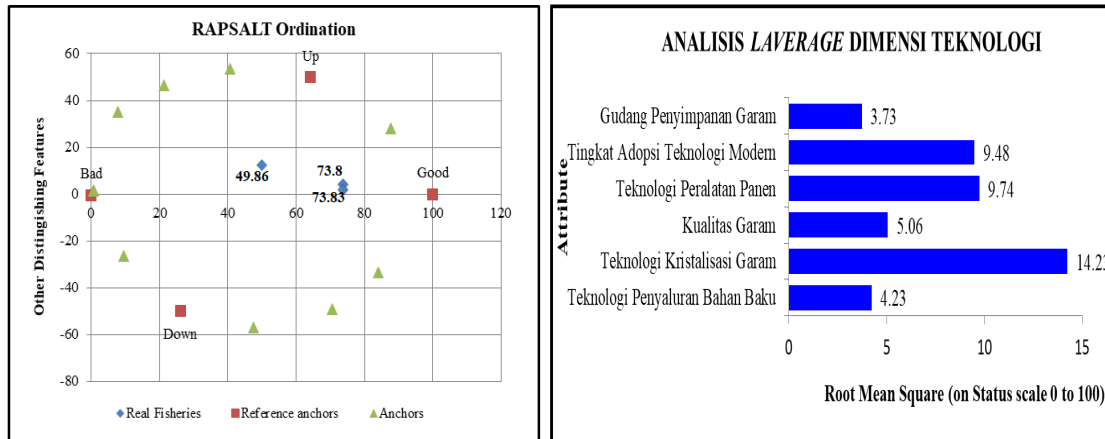 RAPSALT Ordination
Other Distingishing Features
60
40
20
0
-20
-40
-60
-80
0
20
40
60
80
100
120
Up
Bad
Good
Down
49.86
73.8
73.83
Real Fisheries
Reference anchors
Anchors
ANALISIS LAVERAGE DIMENSI TEKNOLOGI
Attribute
Gudang Penyimpanan Garam 3.73
Tingkat Adopsi Teknologi Modern 9.48
Teknologi Peralatan Panen 9.74
Kualitas Garam 5.06
Teknologi Kristalisasi Garam 14.23
Teknologi Penyaluran Bahan Baku 4.23
0 5 10 15
Root Mean Square (on Status scale 0 to 100)